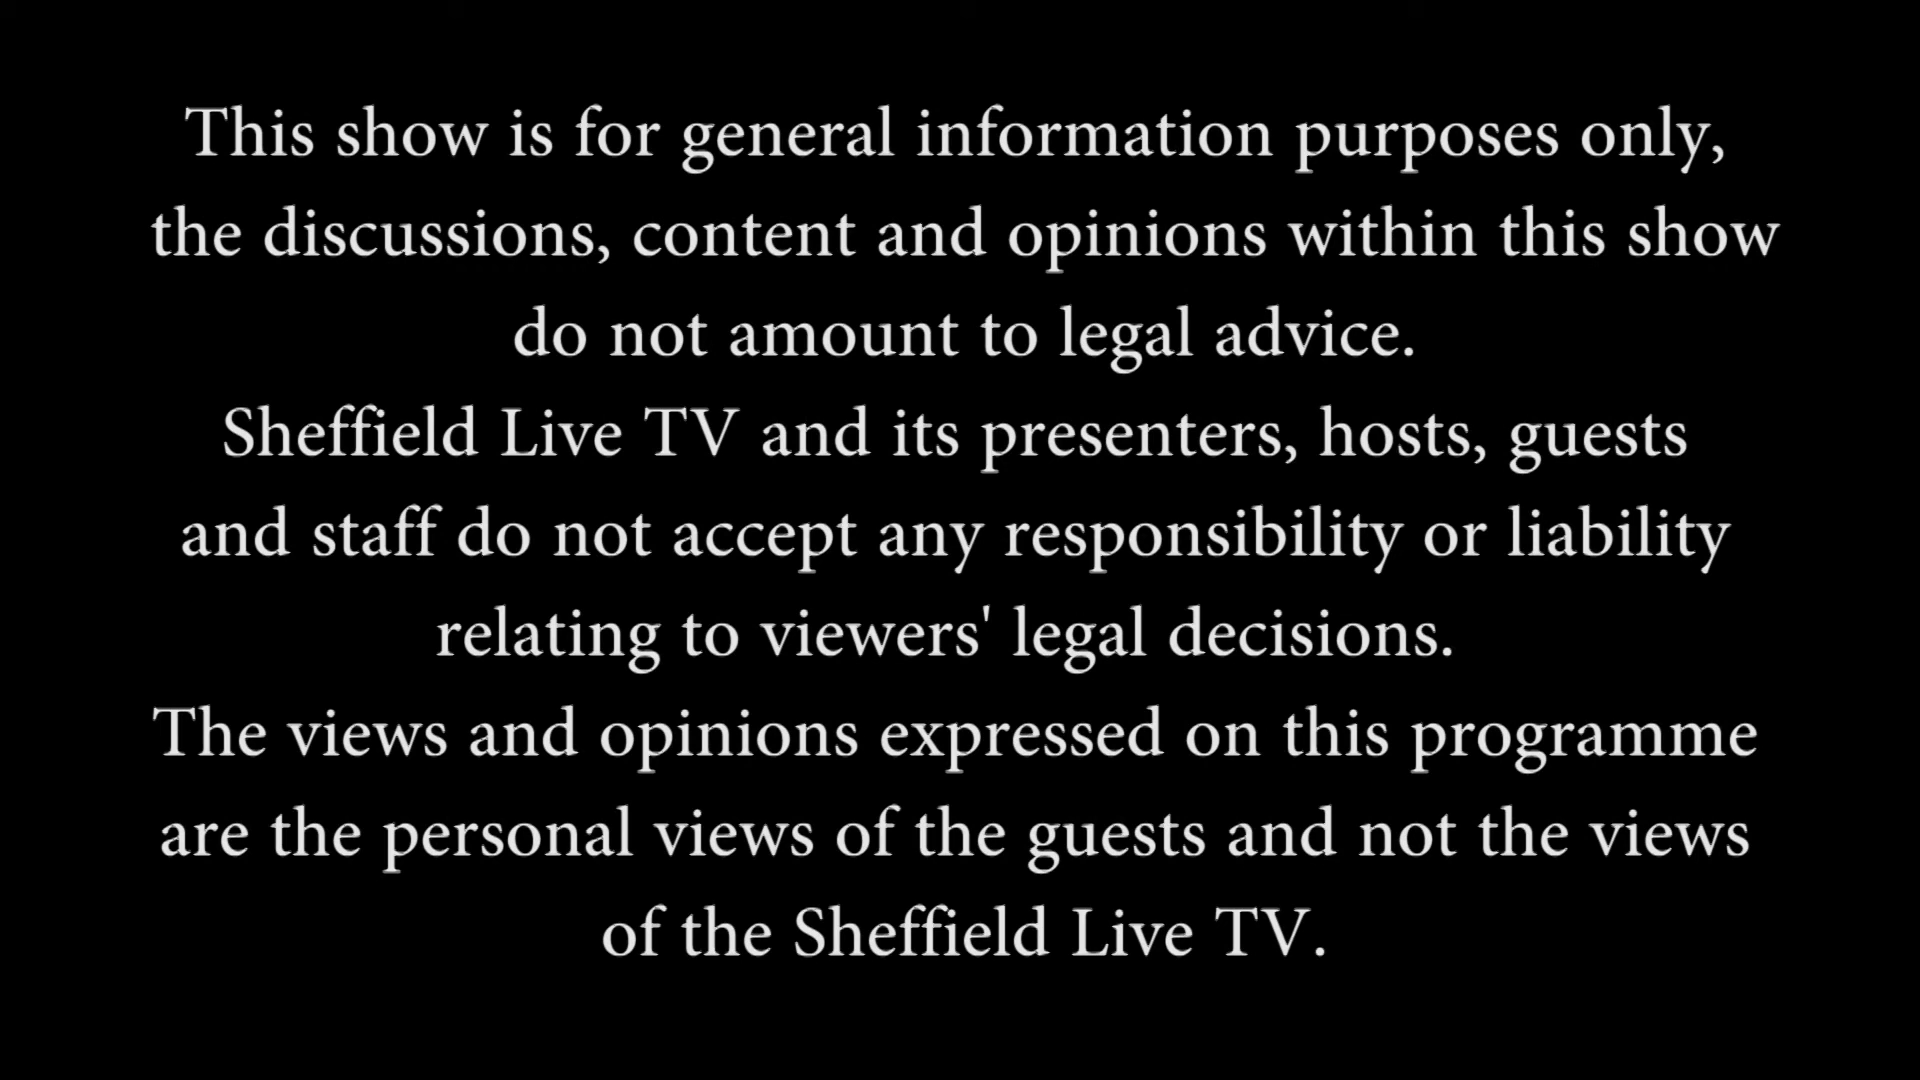 This show is for general information purposes only,
the discussions, content and opinions within this show
do not amount to legal advice.
Sheffield Live TV and its presenters, hosts, guests
and staff do not accept any responsibility or liability
relating to viewers' legal decisions.
The views and opinions expressed on this programme
are the personal views of the guests and not the views
of the Sheffield Live TV.